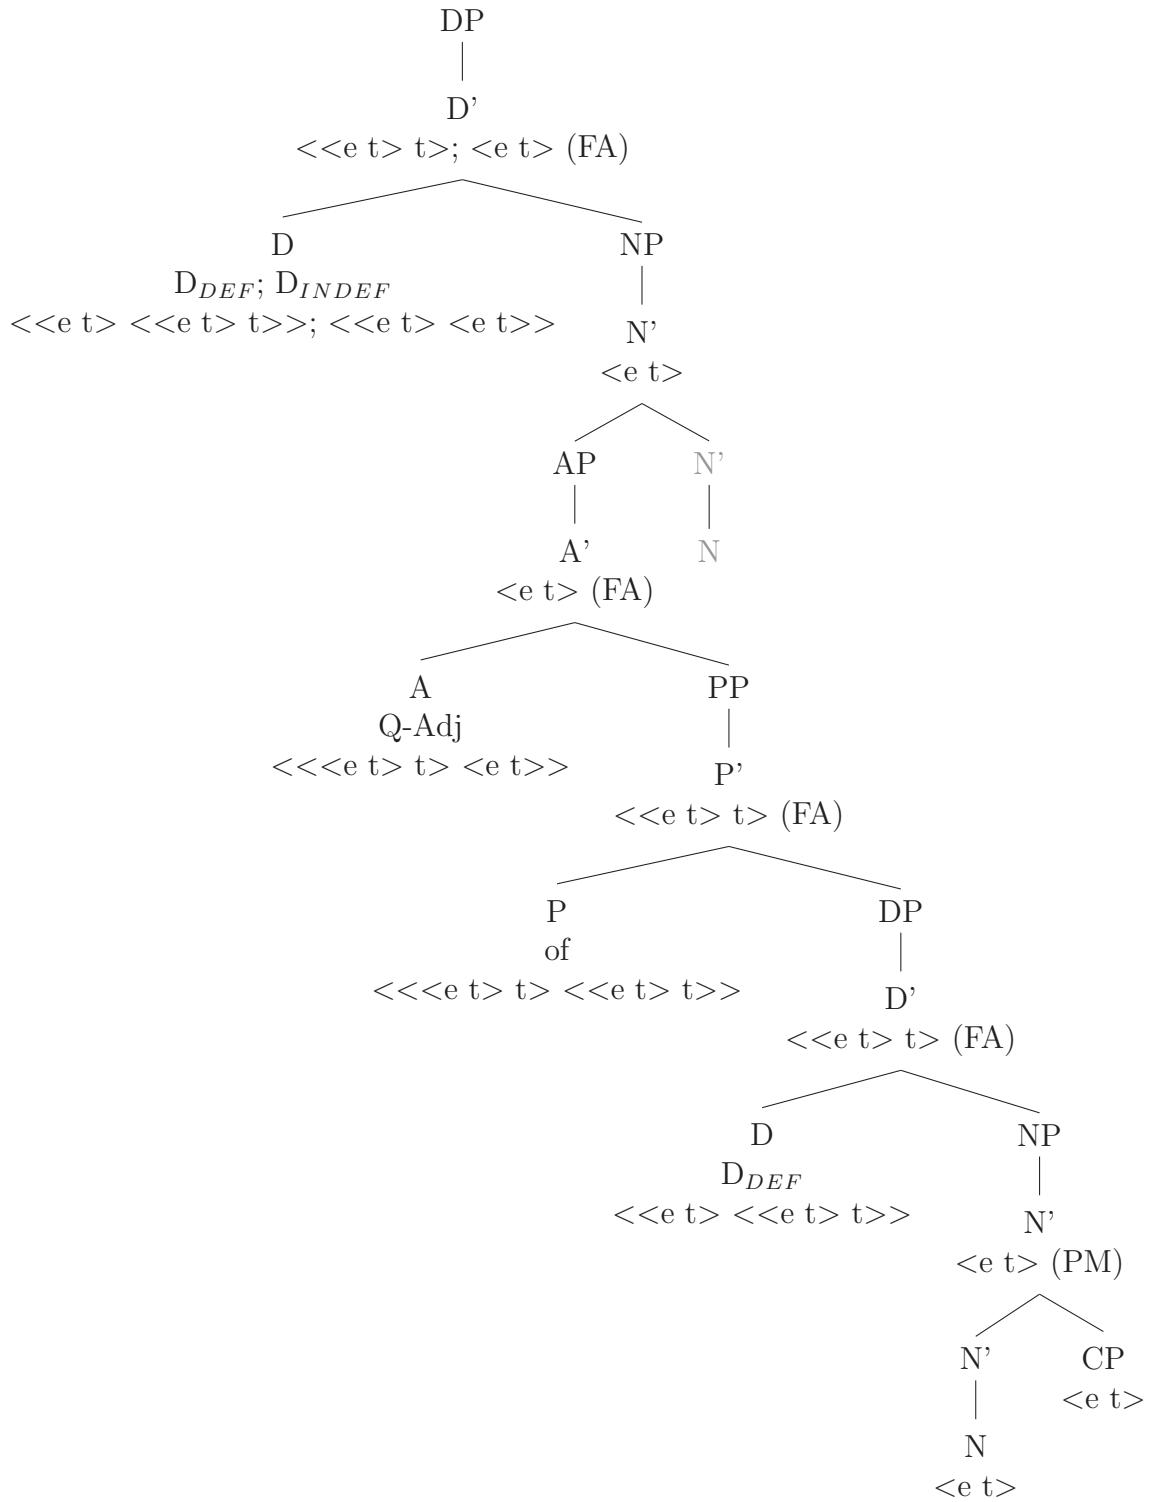 DP
D'
<<e t> t>; <e t> (FA)
D NP
D_DEF; D_INDEF
<<e t> <<e t> t>>; <<e t> <e t>>
N'
<e t>
AP N'
A' N
<e t> (FA)
A PP
Q-Adj
<<<e t> t> <e t>>
P'
<<e t> t> (FA)
P DP
of
<<<e t> t> <<e t> t>>
D'
<<e t> t> (FA)
D NP
D_DEF
<<e t> <<e t> t>>
N'
<e t> (PM)
N' CP
<e t>
N
<e t>